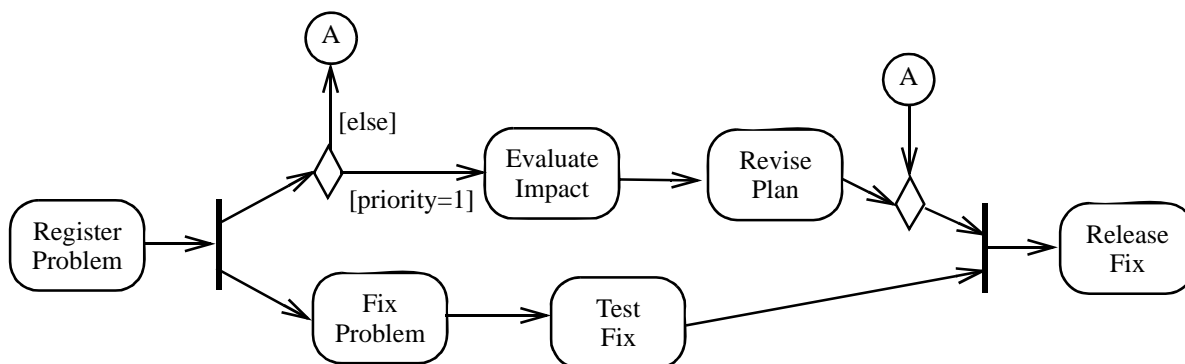 A
A
[else]
Evaluate
Impact
Revise
Plan
[priority=1]
Register
Problem
Release
Fix
Fix
Problem
Test
Fix